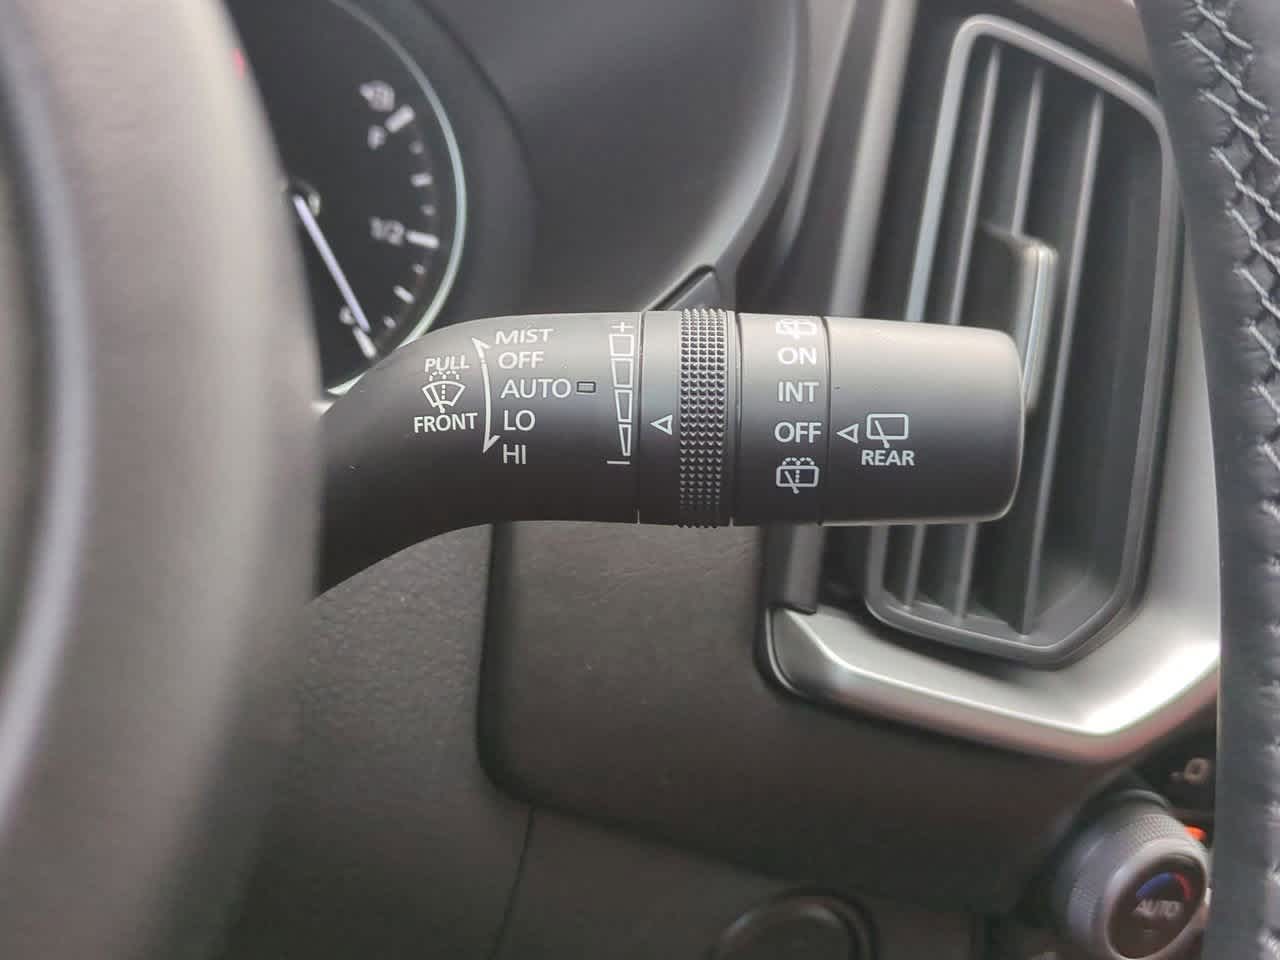 F
1/2
MIST
PULL
OFF
AUTO
FRONT
LO
HI
+
-
ON
INT
OFF
REAR
AUTO